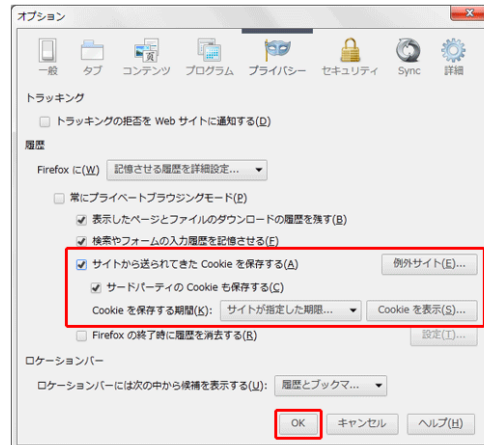 オプション
一般 タブ コンテンツ プログラム プライバシー セキュリティ Sync 詳細
トラッキング
トラッキングの拒否を Web サイトに通知する(D)
履歴
Firefox に(W) 記憶させる履歴を詳細設定...
常にプライベートブラウジングモード(P)
表示したページとファイルのダウンロードの履歴を残す(B)
検索やフォームの入力履歴を記憶させる(F)
サイトから送られてきた Cookie を保存する(A) 例外サイト(E)...
サードパーティの Cookie も保存する(C)
Cookie を保存する期間(K): サイトが指定した期限... Cookie を表示(S)...
Firefox の終了時に履歴を消去する(R) 設定(T)...
ロケーションバー
ロケーションバーには次の中から候補を表示する(U): 履歴とブックマ...
OK キャンセル ヘルプ(H)